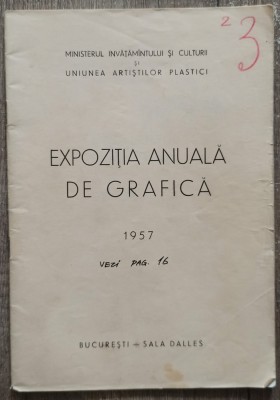 2 3
MINISTERUL INVĂȚĂMÎNTULUI ȘI CULTURII
ȘI
UNIUNEA ARTIȘTILOR PLASTICI
EXPOZIȚIA ANUALĂ
DE GRAFICĂ
1957
VEZI PAG. 16
BUCUREȘTI – SALA DALLES